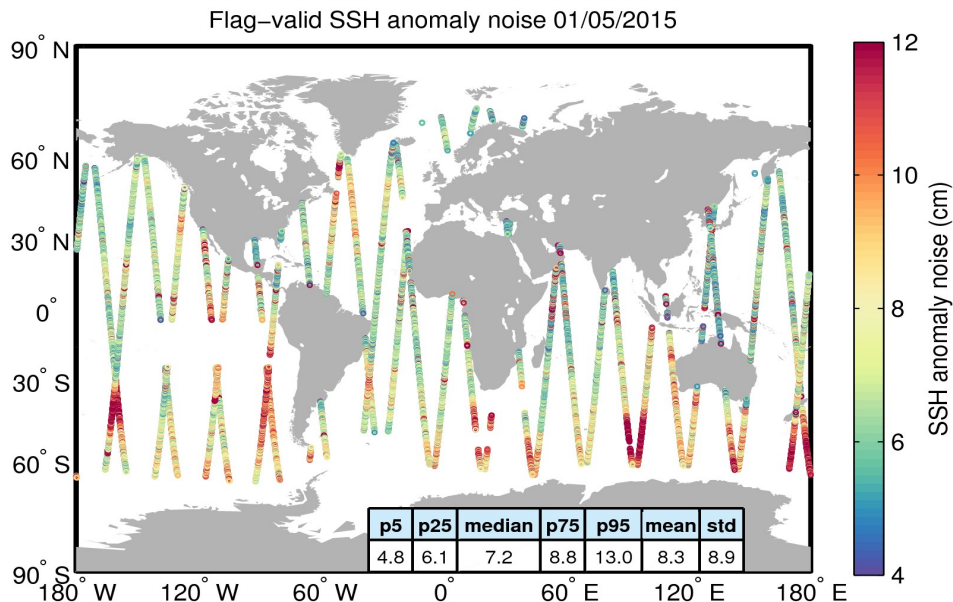 Flag−valid SSH anomaly noise 01/05/2015
90° N
60° N
30° N
0°
30° S
60° S
90° S
180° W
120° W
60° W
0°
60° E
120° E
180° E
p5 p25 median p75 p95 mean std
4.8 6.1 7.2 8.8 13.0 8.3 8.9
12
10
8
6
4
SSH anomaly noise (cm)